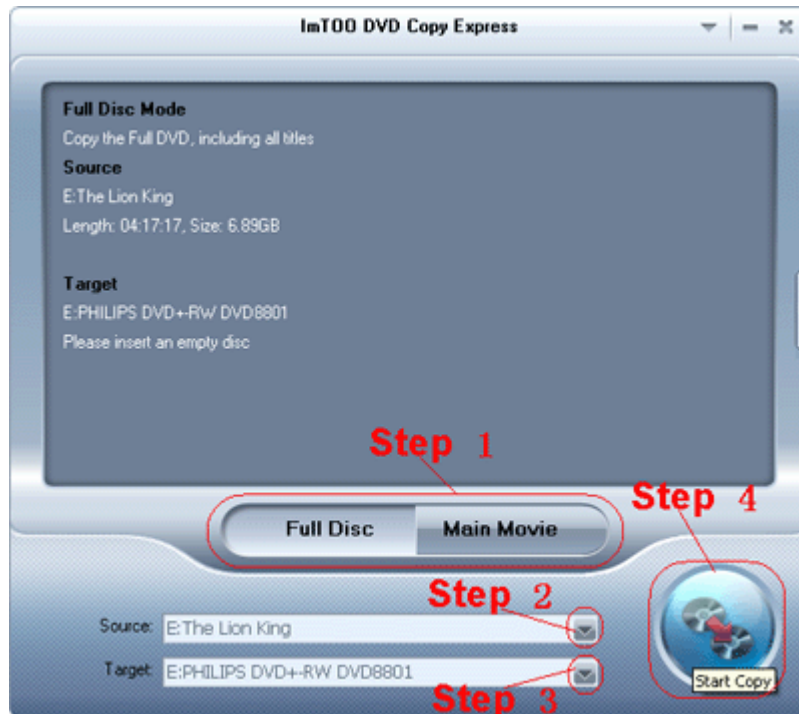 ImTOO DVD Copy Express
Full Disc Mode
Copy the Full DVD, including all titles
Source
E:The Lion King
Length: 04:17:17, Size: 6.89GB
Target
E:PHILIPS DVD+-RW DVD8801
Please insert an empty disc
Step 1
Step 4
Full Disc
Main Movie
Step 2
Source:
E:The Lion King
Target:
E:PHILIPS DVD+-RW DVD8801
Step 3
Start Copy